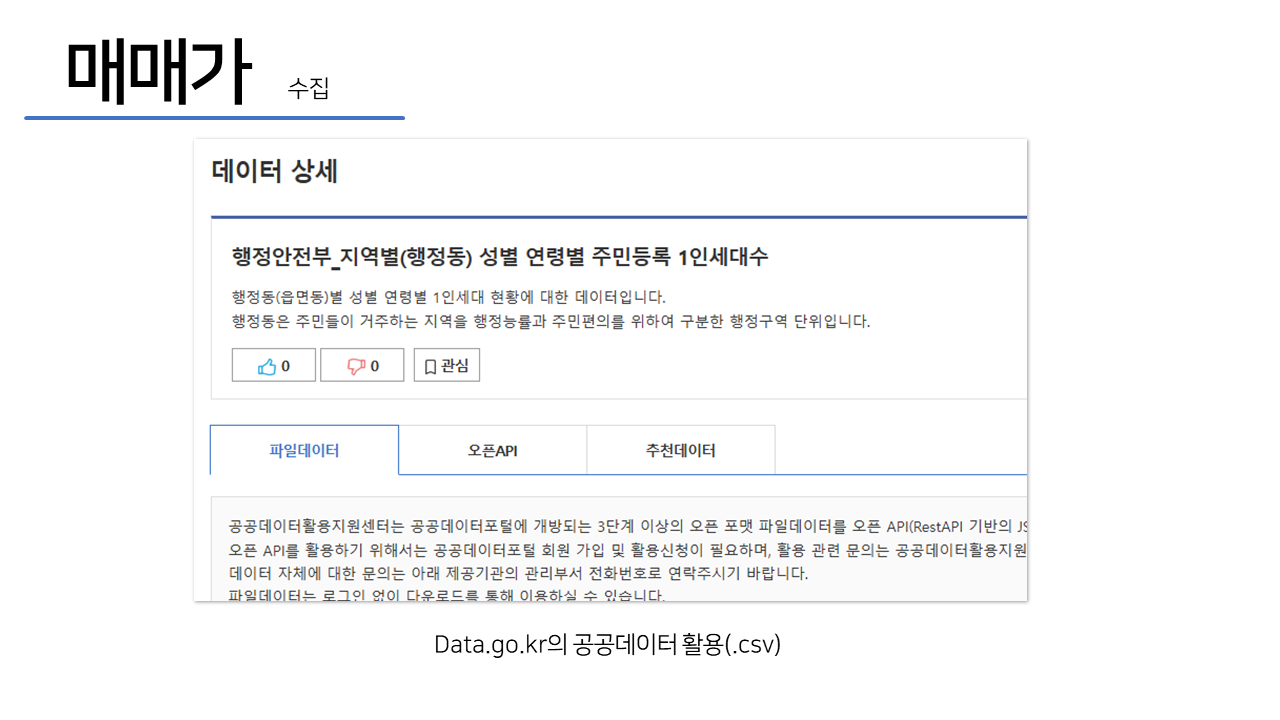 매매가 수집
데이터 상세
행정안전부_지역별(행정동) 성별 연령별 주민등록 1인세대수
행정동(읍면동)별 성별 연령별 1인세대 현황에 대한 데이터입니다.
행정동은 주민들이 거주하는 지역을 행정능률과 주민편의를 위하여 구분한 행정구역 단위입니다.
0 0 관심
파일데이터 오픈API 추천데이터
공공데이터활용지원센터는 공공데이터포털에 개방되는 3단계 이상의 오픈 포맷 파일데이터를 오픈 API(RestAPI 기반의 JS
오픈 API를 활용하기 위해서는 공공데이터포털 회원 가입 및 활용신청이 필요하며, 활용 관련 문의는 공공데이터활용지원
데이터 자체에 대한 문의는 아래 제공기관의 관리부서 전화번호로 연락주시기 바랍니다.
파일데이터는 로그인 없이 다운로드를 통해 이용하실 수 있습니다.
Data.go.kr의 공공데이터 활용(.csv)